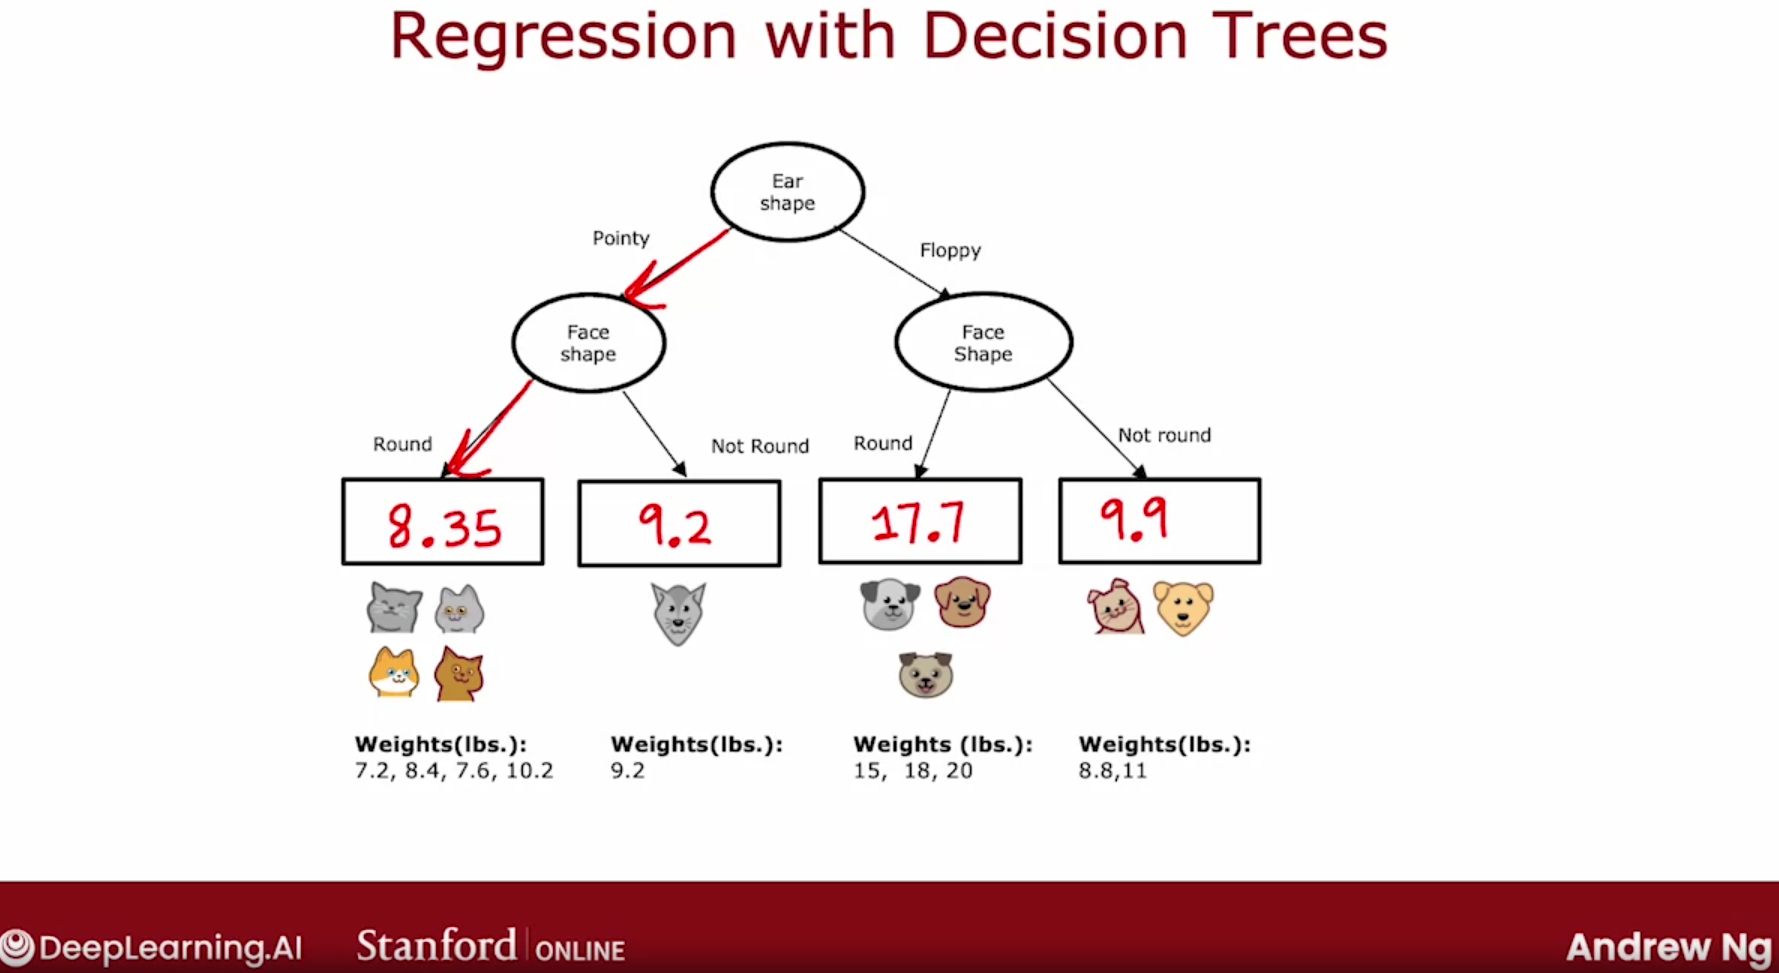 Regression with Decision Trees
Ear
shape
Pointy
Floppy
Face
shape
Face
Shape
Round
Not Round
Round
Not round
8.35
9.2
17.7
9.9
Weights(lbs.):
7.2, 8.4, 7.6, 10.2
Weights(lbs.):
9.2
Weights (lbs.):
15, 18, 20
Weights(lbs.):
8.8,11
DeepLearning.AI
Stanford ONLINE
Andrew Ng